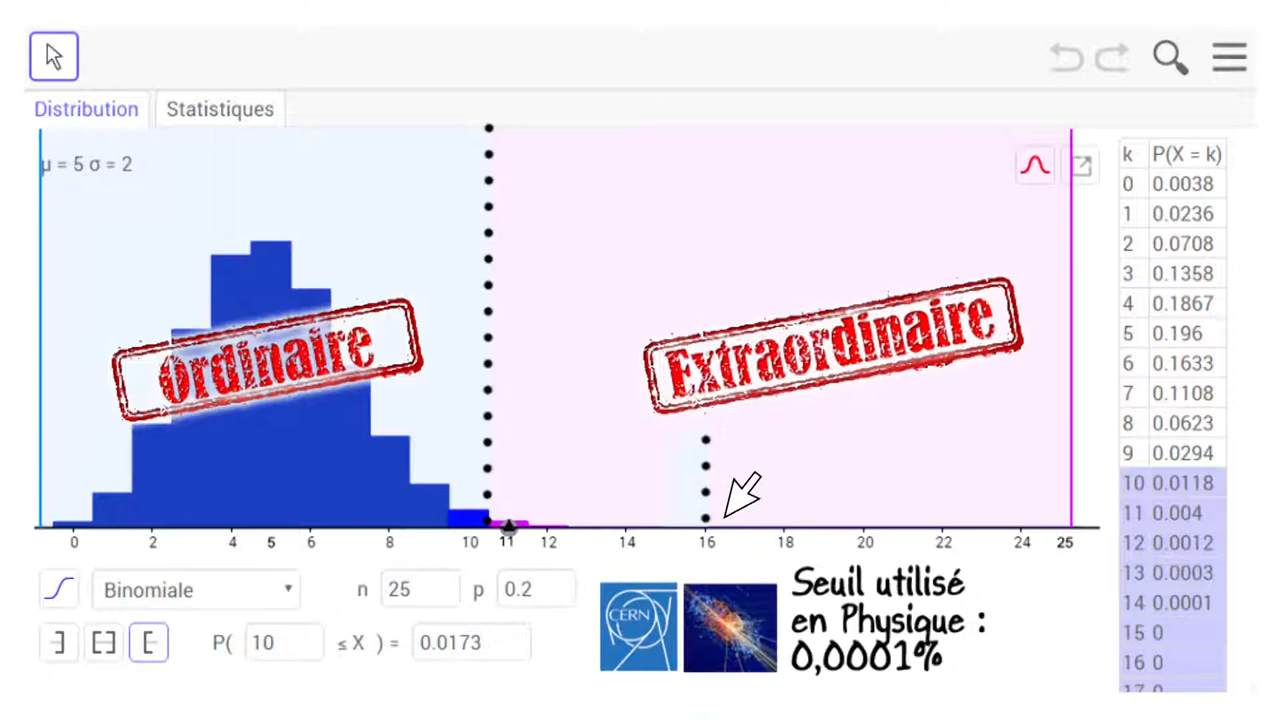 Distribution
Statistiques
μ = 5 σ = 2
Ordinaire
Extraordinaire
0 2 4 5 6 8 10 11 12 14 16 18 20 22 24 25
k P(X = k)
0 0.0038
1 0.0236
2 0.0708
3 0.1358
4 0.1867
5 0.196
6 0.1633
7 0.1108
8 0.0623
9 0.0294
10 0.0118
11 0.004
12 0.0012
13 0.0003
14 0.0001
15 0
16 0
17 0
Binomiale n 25 p 0.2
P( 10 ≤ X ) = 0.0173
CERN
Seuil utilisé
en Physique :
0,0001%